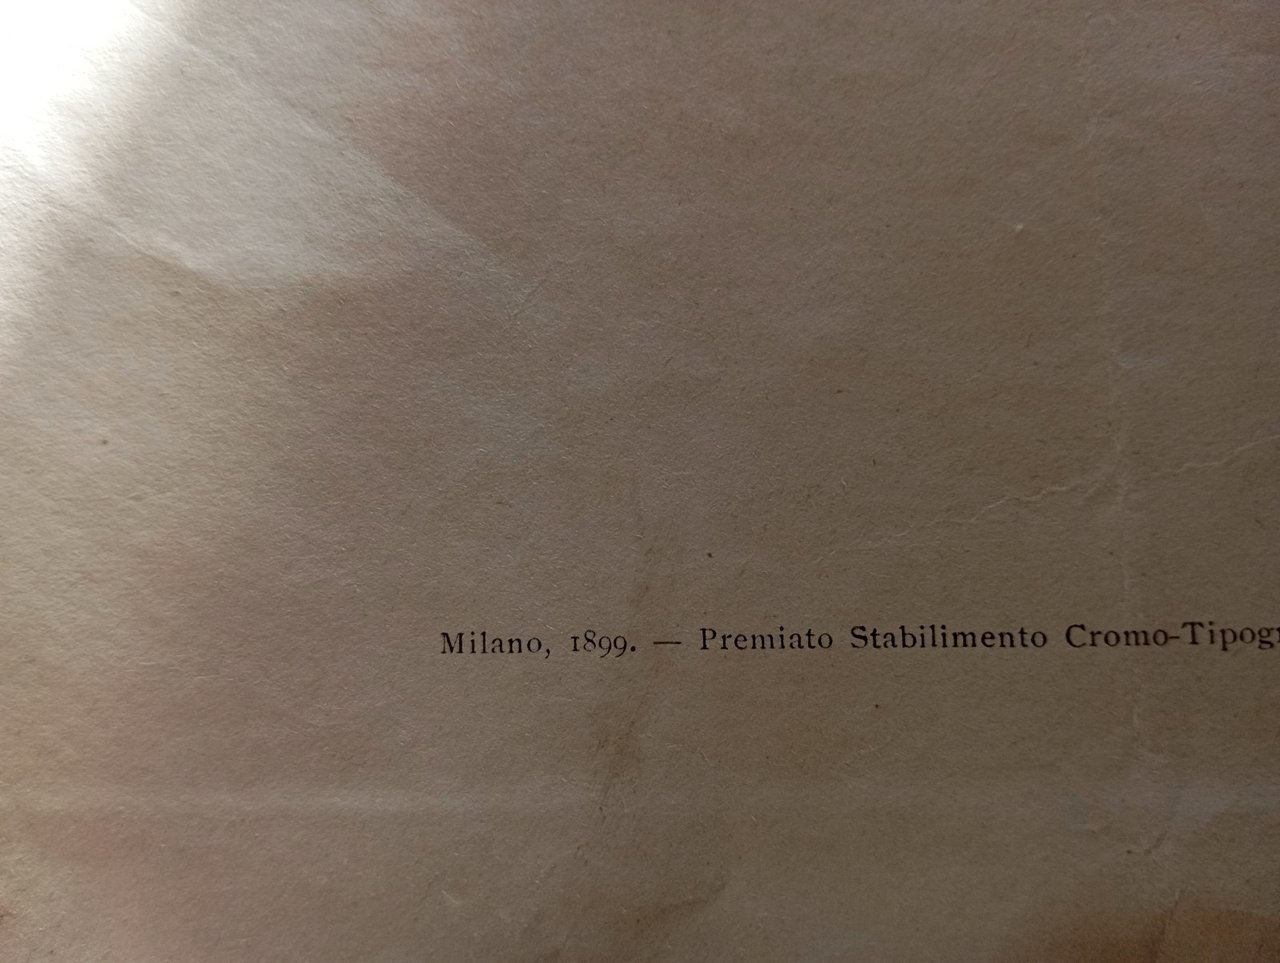 Milano, 1899. — Premiato Stabilimento Cromo-Tipog